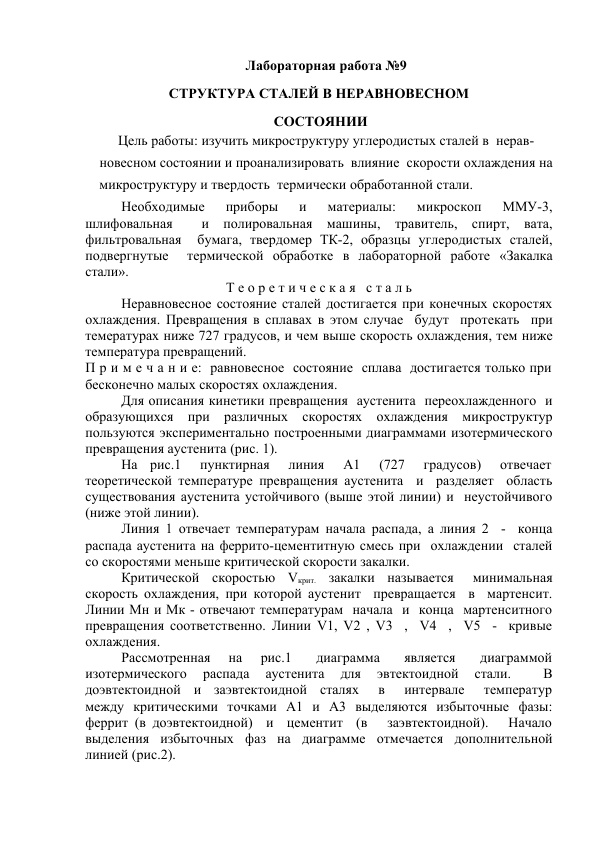 Лабораторная работа №9
СТРУКТУРА СТАЛЕЙ В НЕРАВНОВЕСНОМ
СОСТОЯНИИ
Цель работы: изучить микроструктуру углеродистых сталей в нерав-
новесном состоянии и проанализировать влияние скорости охлаждения на
микроструктуру и твердость термически обработанной стали.
Необходимые приборы и материалы: микроскоп ММУ-3,
шлифовальная и полировальная машины, травитель, спирт, вата,
фильтровальная бумага, твердомер ТК-2, образцы углеродистых сталей,
подвергнутые термической обработке в лабораторной работе «Закалка
стали».
Т е о р е т и ч е с к а я с т а л ь
Неравновесное состояние сталей достигается при конечных скоростях
охлаждения. Превращения в сплавах в этом случае будут протекать при
темературах ниже 727 градусов, и чем выше скорость охлаждения, тем ниже
температура превращений.
П р и м е ч а н и е: равновесное состояние сплава достигается только при
бесконечно малых скоростях охлаждения.
Для описания кинетики превращения аустенита переохлажденного и
образующихся при различных скоростях охлаждения микроструктур
пользуются экспериментально построенными диаграммами изотермического
превращения аустенита (рис. 1).
На рис.1 пунктирная линия А1 (727 градусов) отвечает
теоретической температуре превращения аустенита и разделяет область
существования аустенита устойчивого (выше этой линии) и неустойчивого
(ниже этой линии).
Линия 1 отвечает температурам начала распада, а линия 2 - конца
распада аустенита на феррито-цементитную смесь при охлаждении сталей
со скоростями меньше критической скорости закалки.
Критической скоростью Vкрит. закалки называется минимальная
скорость охлаждения, при которой аустенит превращается в мартенсит.
Линии Мн и Мк - отвечают температурам начала и конца мартенситного
превращения соответственно. Линии V1, V2 , V3 , V4 , V5 - кривые
охлаждения.
Рассмотренная на рис.1 диаграмма является диаграммой
изотермического распада аустенита для эвтектоидной стали. В
доэвтектоидной и заэвтектоидной сталях в интервале температур
между критическими точками А1 и А3 выделяются избыточные фазы:
феррит (в доэвтектоидной) и цементит (в заэвтектоидной). Начало
выделения избыточных фаз на диаграмме отмечается дополнительной
линией (рис.2).